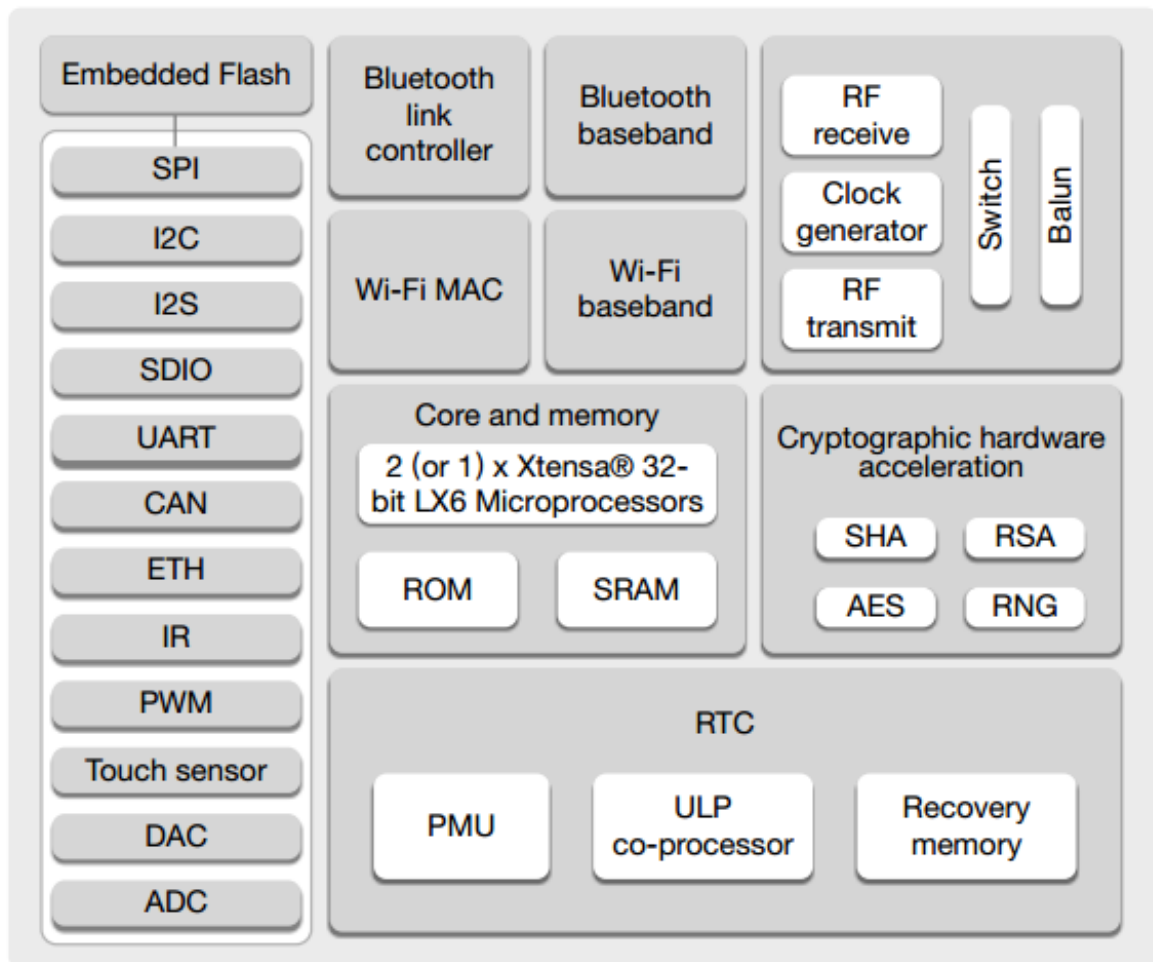 Embedded Flash
SPI
I2C
I2S
SDIO
UART
CAN
ETH
IR
PWM
Touch sensor
DAC
ADC
Bluetooth
link
controller
Bluetooth
baseband
Wi-Fi MAC
Wi-Fi
baseband
RF
receive
Clock
generator
RF
transmit
Switch
Balun
Core and memory
2 (or 1) x Xtensa® 32-
bit LX6 Microprocessors
ROM
SRAM
Cryptographic hardware
acceleration
SHA
RSA
AES
RNG
RTC
PMU
ULP
co-processor
Recovery
memory